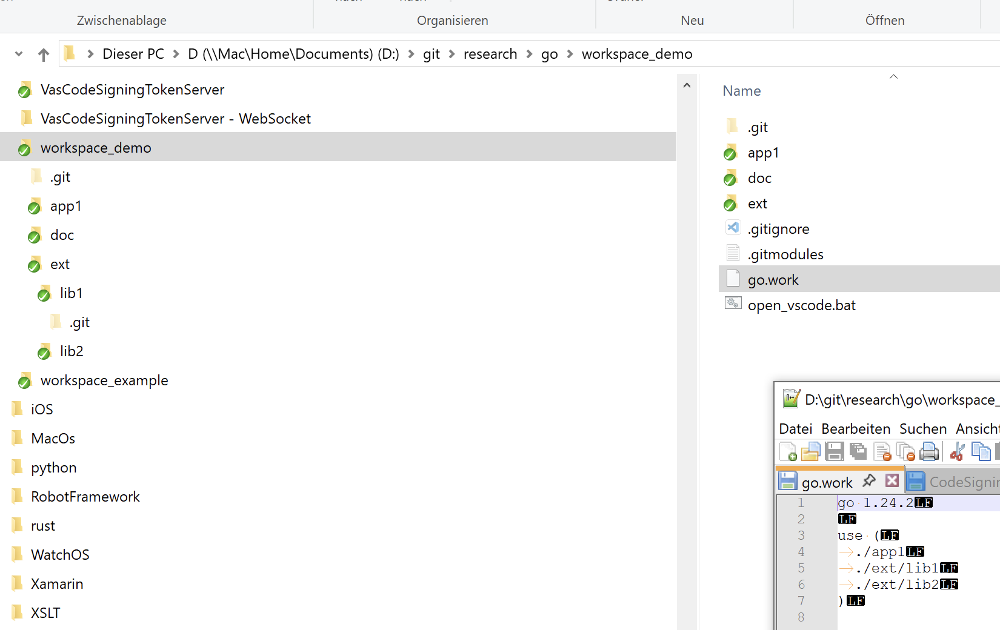 Zwischenablage
Organisieren
Neu
Öffnen
Dieser PC > D (\\Mac\Home\Documents) (D:) > git > research > go > workspace_demo
VasCodeSigningTokenServer
VasCodeSigningTokenServer - WebSocket
workspace_demo
.git
app1
doc
ext
lib1
.git
lib2
workspace_example
iOS
MacOs
python
RobotFramework
rust
WatchOS
Xamarin
XSLT
Name
.git
app1
doc
ext
.gitignore
.gitmodules
go.work
open_vscode.bat
D:\git\research\go\workspace_
Datei Bearbeiten Suchen Ansicht
go.work CodeSignin
1 go 1.24.2LF
2 LF
3 use (LF
4 ./app1LF
5 ./ext/lib1LF
6 ./ext/lib2LF
7 )LF
8